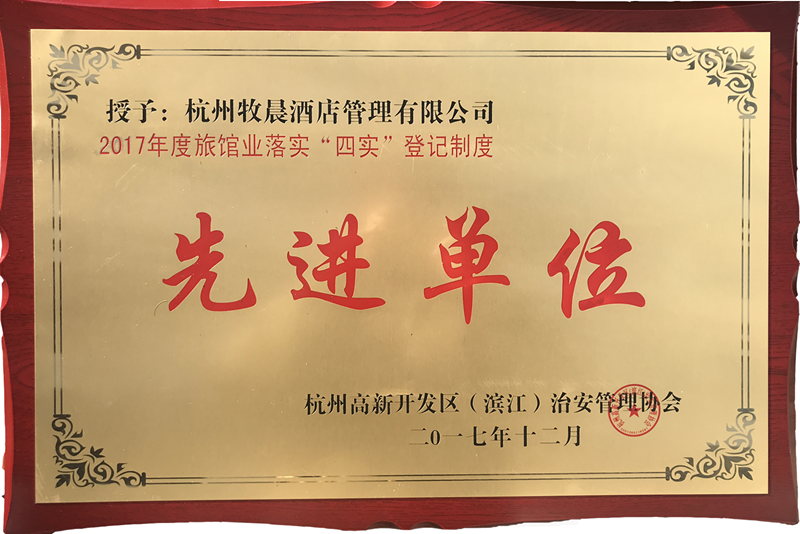 授予：杭州牧晨酒店管理有限公司
2017年度旅馆业落实“四实”登记制度
先进单位
杭州高新开发区（滨江）治安管理协会
二0一七年十二月